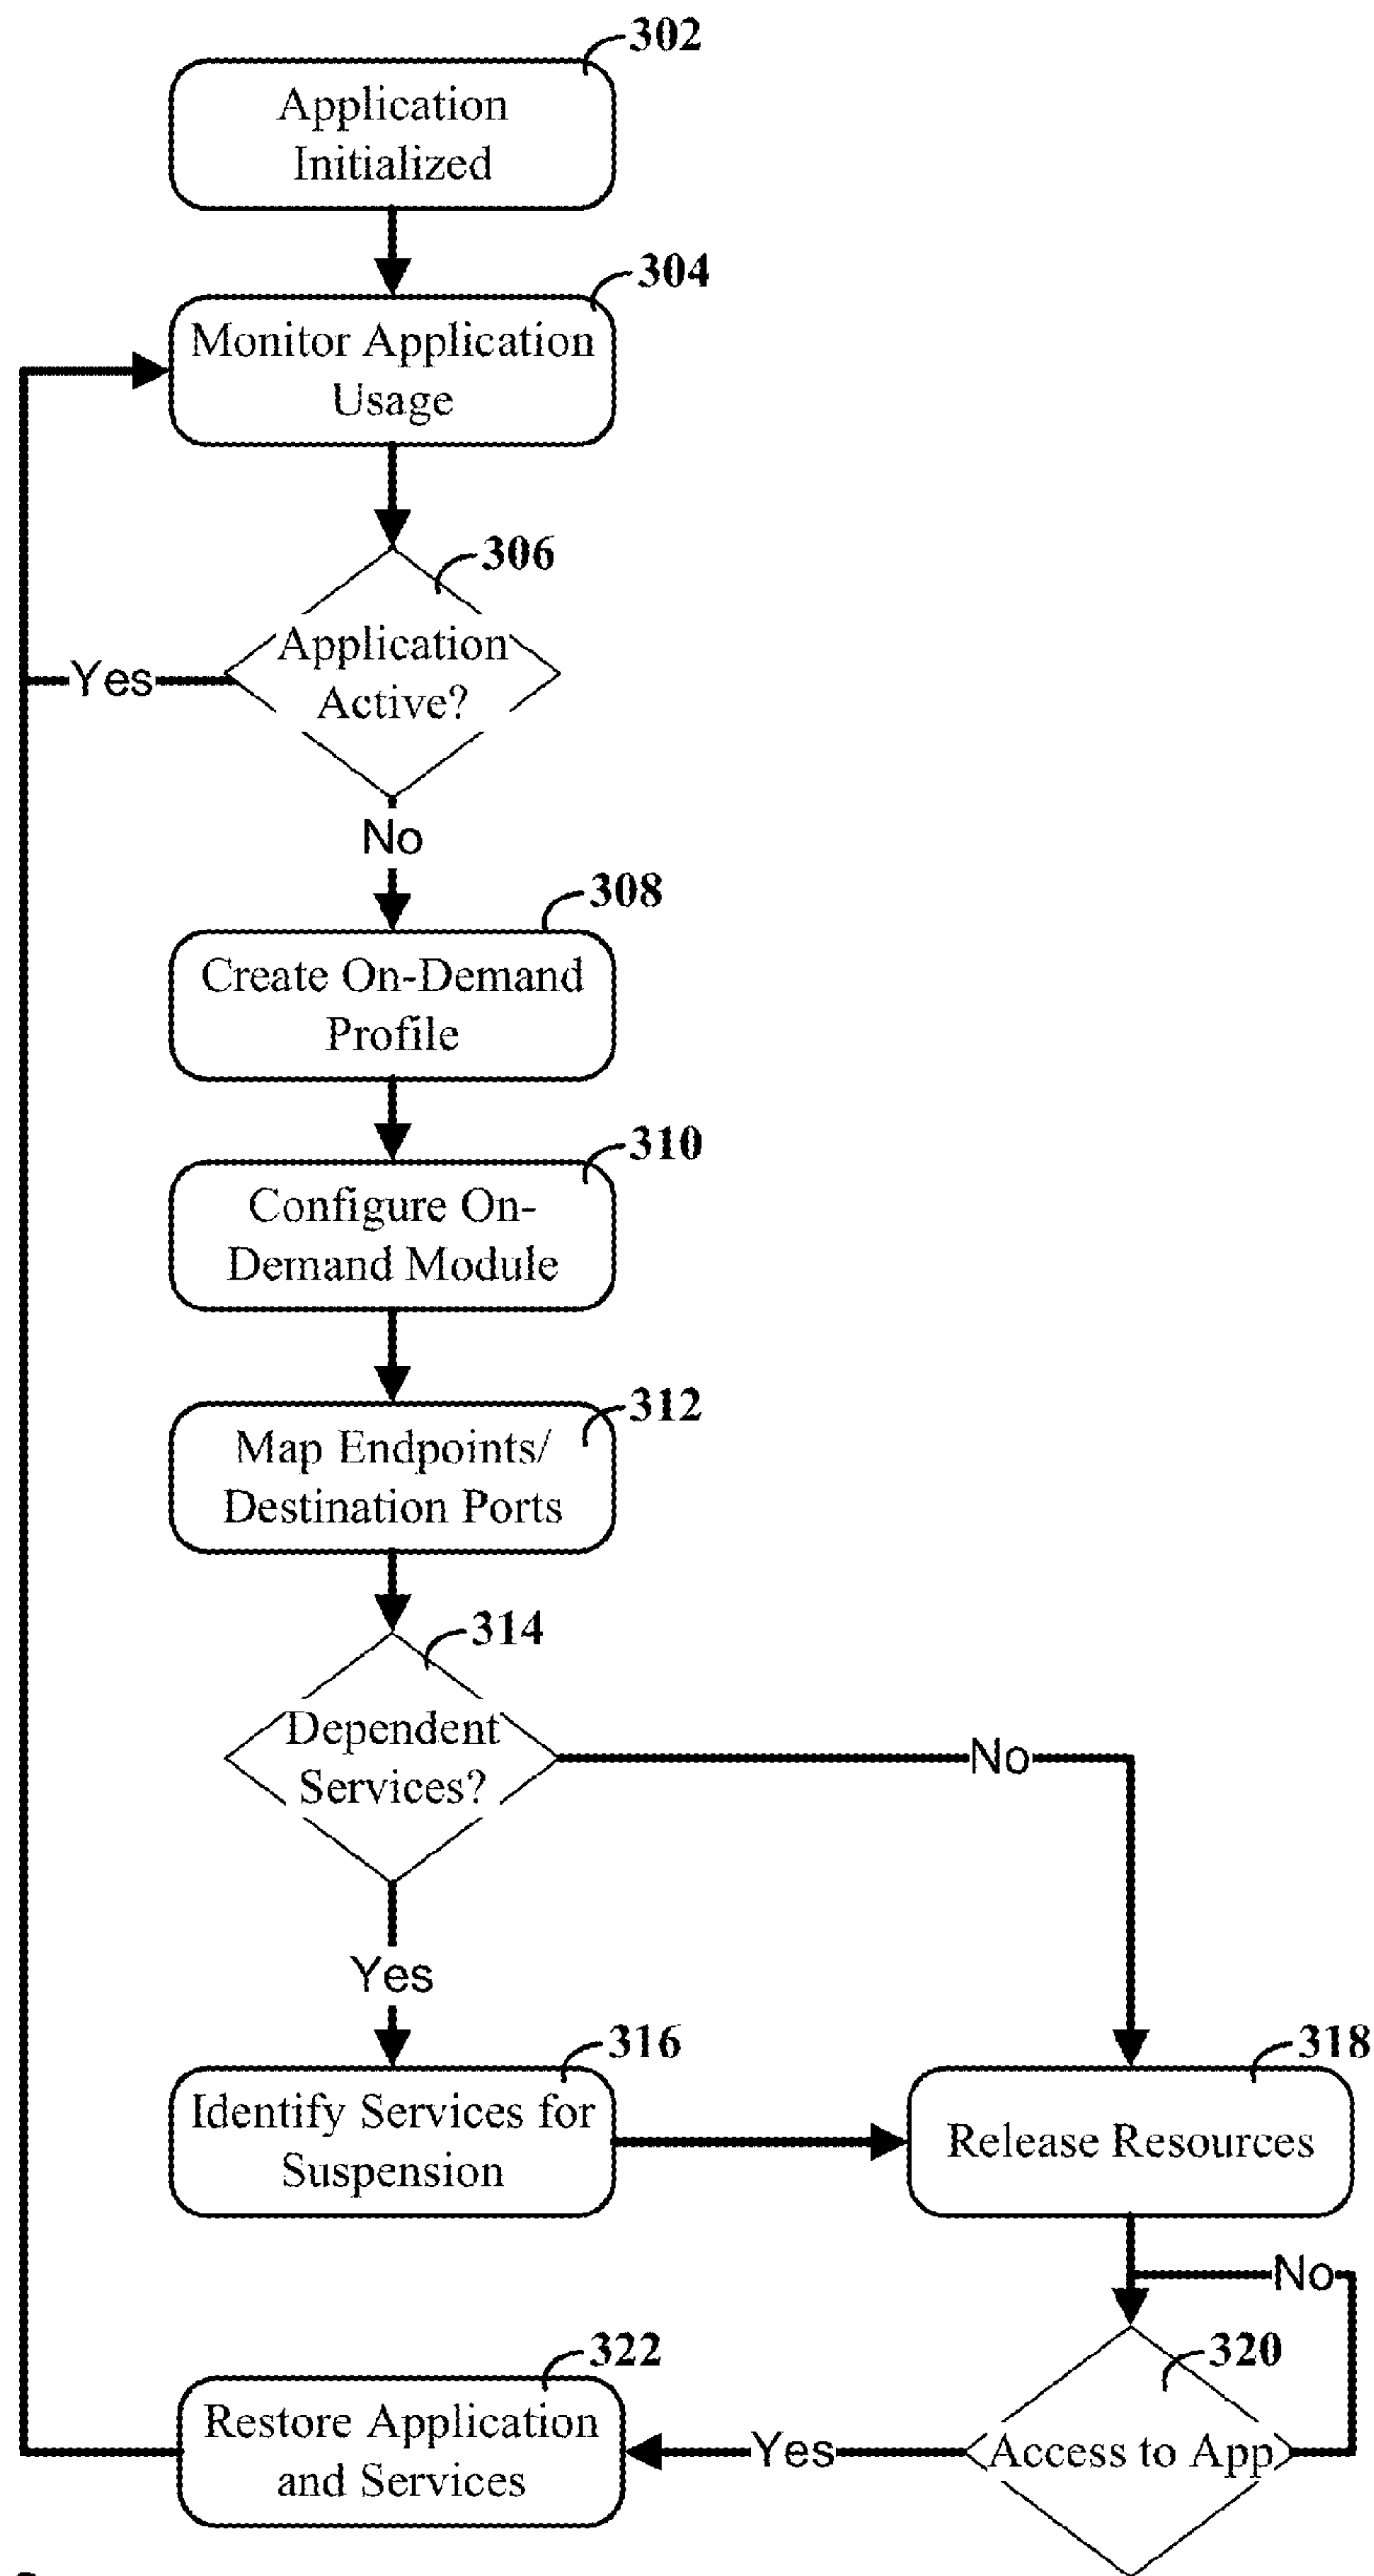 302
Application
Initialized
304
Monitor Application
Usage
306
Application
Active?
Yes
No
308
Create On-Demand
Profile
310
Configure On-
Demand Module
312
Map Endpoints/
Destination Ports
314
Dependent
Services?
No
Yes
316
Identify Services for
Suspension
318
Release Resources
No
320
Access to App
Yes
322
Restore Application
and Services